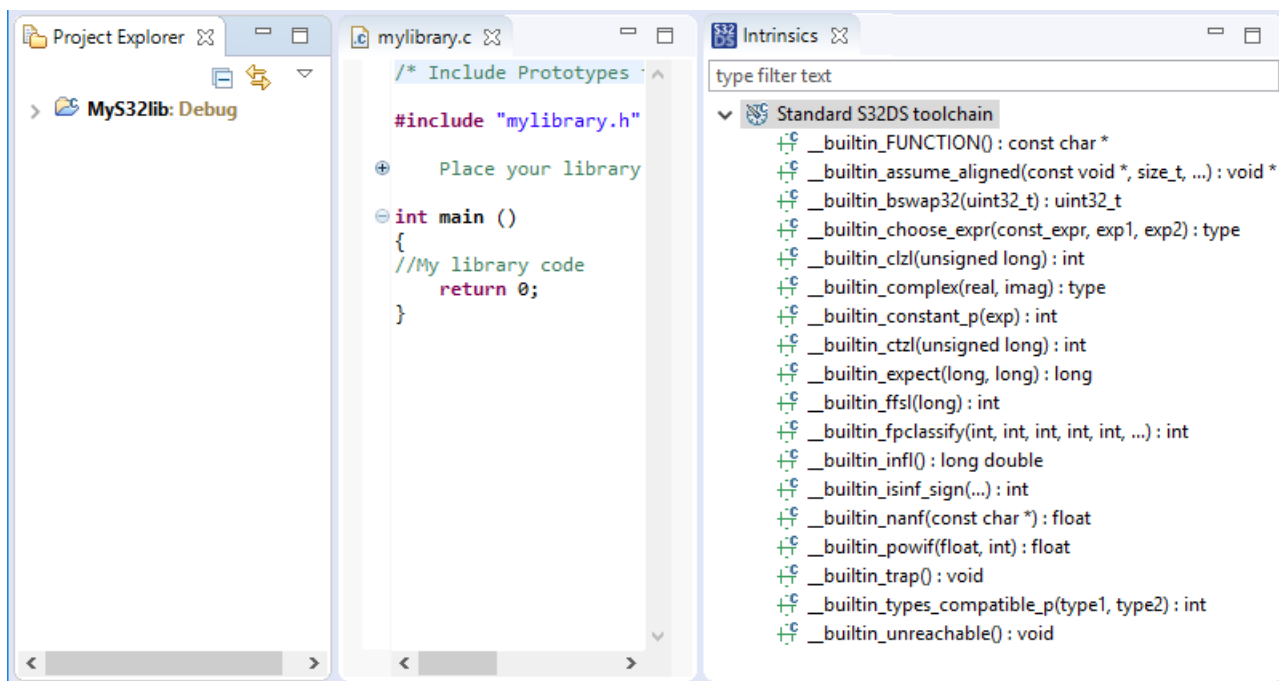 Project Explorer
MyS32lib: Debug
mylibrary.c
/* Include Prototypes
#include "mylibrary.h"
Place your library
int main ()
{
//My library code
return 0;
}
S32
DS
Intrinsics
type filter text
Standard S32DS toolchain
__builtin_FUNCTION() : const char *
__builtin_assume_aligned(const void *, size_t, ...) : void *
__builtin_bswap32(uint32_t) : uint32_t
__builtin_choose_expr(const_expr, exp1, exp2) : type
__builtin_clzl(unsigned long) : int
__builtin_complex(real, imag) : type
__builtin_constant_p(exp) : int
__builtin_ctzl(unsigned long) : int
__builtin_expect(long, long) : long
__builtin_ffsl(long) : int
__builtin_fpclassify(int, int, int, int, int, ...) : int
__builtin_infl() : long double
__builtin_isinf_sign(...) : int
__builtin_nanf(const char *) : float
__builtin_powif(float, int) : float
__builtin_trap() : void
__builtin_types_compatible_p(type1, type2) : int
__builtin_unreachable() : void